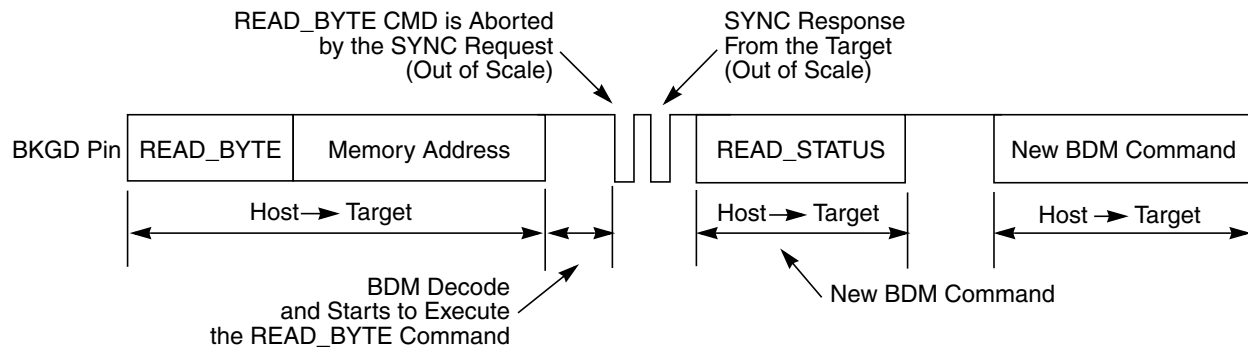 READ_BYTE CMD is Aborted
by the SYNC Request
(Out of Scale)
SYNC Response
From the Target
(Out of Scale)
BKGD Pin
READ_BYTE
Memory Address
READ_STATUS
New BDM Command
Host Target
Host Target
Host Target
BDM Decode
and Starts to Execute
the READ_BYTE Command
New BDM Command